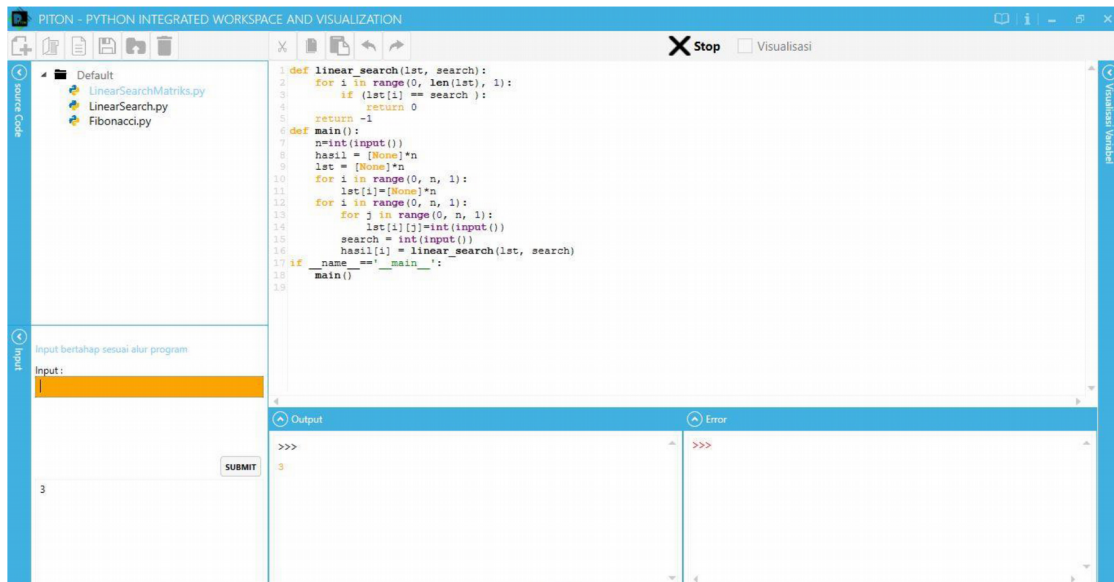 PITON - PYTHON INTEGRATED WORKSPACE AND VISUALIZATION
Stop
Visualisasi
Source Code
Default
LinearSearchMatriks.py
LinearSearch.py
Fibonacci.py
1 def linear_search(lst, search):
2     for i in range(0, len(lst), 1):
3         if (lst[i] == search ):
4             return 0
5     return -1
6 def main():
7     n=int(input())
8     hasil = [None]*n
9     lst = [None]*n
10     for i in range(0, n, 1):
11         lst[i]=[None]*n
12     for i in range(0, n, 1):
13         for j in range(0, n, 1):
14             lst[i][j]=int(input())
15         search = int(input())
16         hasil[i] = linear_search(lst, search)
17 if __name__=='__main__':
18     main()
19
Visualisasi Variabel
Input
Input bertahap sesuai alur program
Input :
SUBMIT
3
Output
>>>
3
Error
>>>